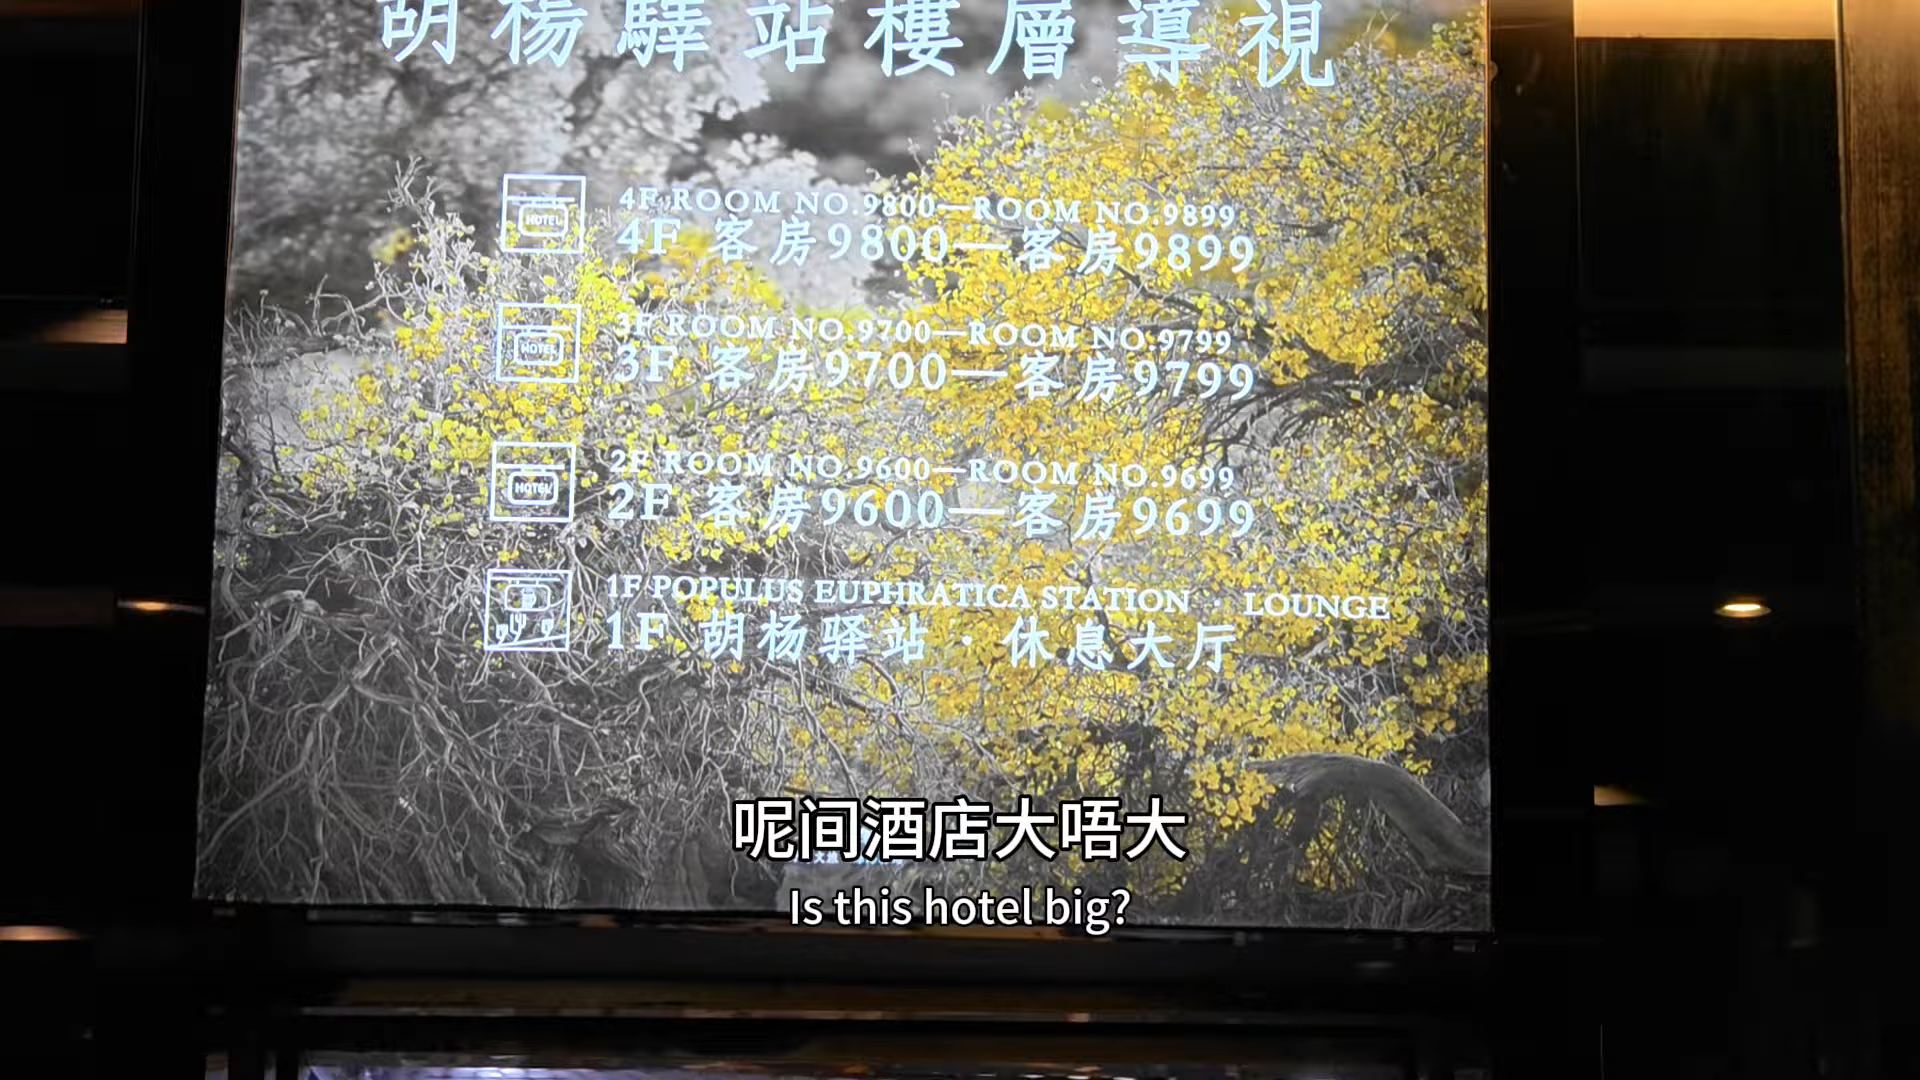 胡楊驛站樓層導視
HOTEL
4F ROOM NO.9800—ROOM NO.9899
4F 客房9800—客房9899
HOTEL
3F ROOM NO.9700—ROOM NO.9799
3F 客房9700—客房9799
HOTEL
2F ROOM NO.9600—ROOM NO.9699
2F 客房9600—客房9699
1F POPULUS EUPHRATICA STATION · LOUNGE
1F 胡杨驿站 · 休息大厅
呢间酒店大唔大
Is this hotel big?